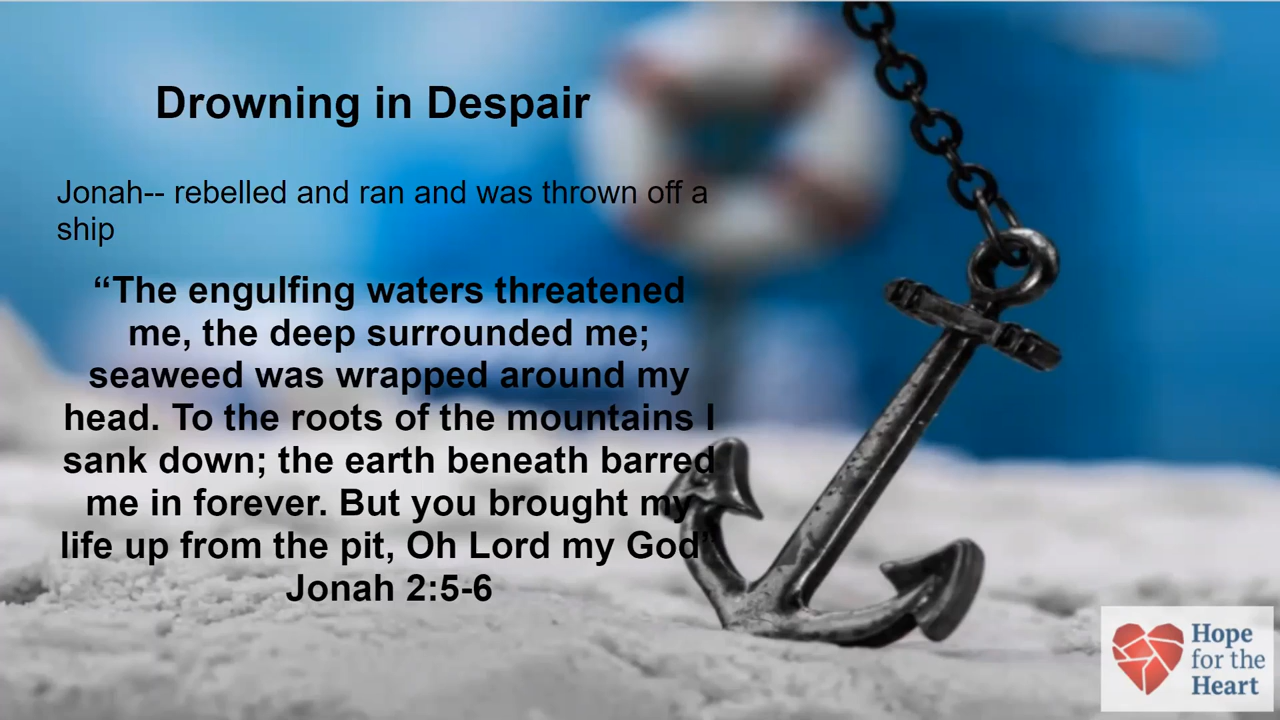 Drowning in Despair
Jonah-- rebelled and ran and was thrown off a
ship
“The engulfing waters threatened
me, the deep surrounded me;
seaweed was wrapped around my
head. To the roots of the mountains I
sank down; the earth beneath barred
me in forever. But you brought my
life up from the pit, Oh Lord my God”
Jonah 2:5-6
Hope
for the
Heart